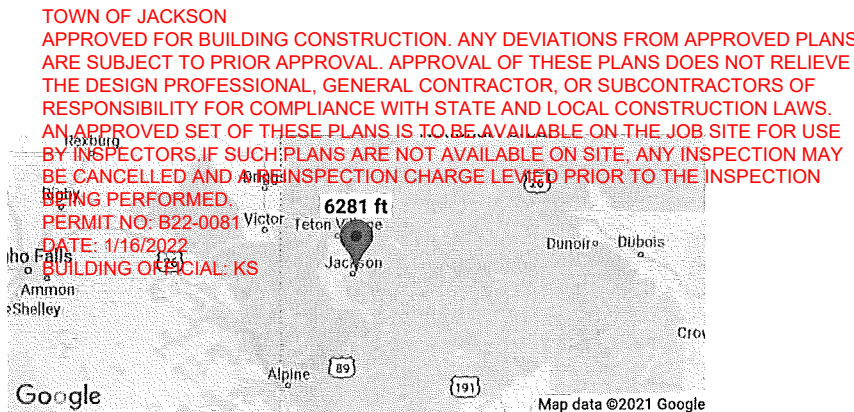 TOWN OF JACKSON
APPROVED FOR BUILDING CONSTRUCTION. ANY DEVIATIONS FROM APPROVED PLANS
ARE SUBJECT TO PRIOR APPROVAL. APPROVAL OF THESE PLANS DOES NOT RELIEVE
THE DESIGN PROFESSIONAL, GENERAL CONTRACTOR, OR SUBCONTRACTORS OF
RESPONSIBILITY FOR COMPLIANCE WITH STATE AND LOCAL CONSTRUCTION LAWS.
AN APPROVED SET OF THESE PLANS IS TO BE AVAILABLE ON THE JOB SITE FOR USE
Rexburg
BY INSPECTORS.IF SUCH PLANS ARE NOT AVAILABLE ON SITE, ANY INSPECTION MAY
BE CANCELLED AND A REINSPECTION CHARGE LEVIED PRIOR TO THE INSPECTION
Rigby Driggs 26
BEING PERFORMED.
6281 ft
PERMIT NO: B22-0081
Victor Teton Village
DATE: 1/16/2022
Dunoir Dubois
ho Falls 26 Jackson
BUILDING OFFICIAL: KS
Ammon
Shelley
Crow
Alpine 89 191
Google Map data ©2021 Google